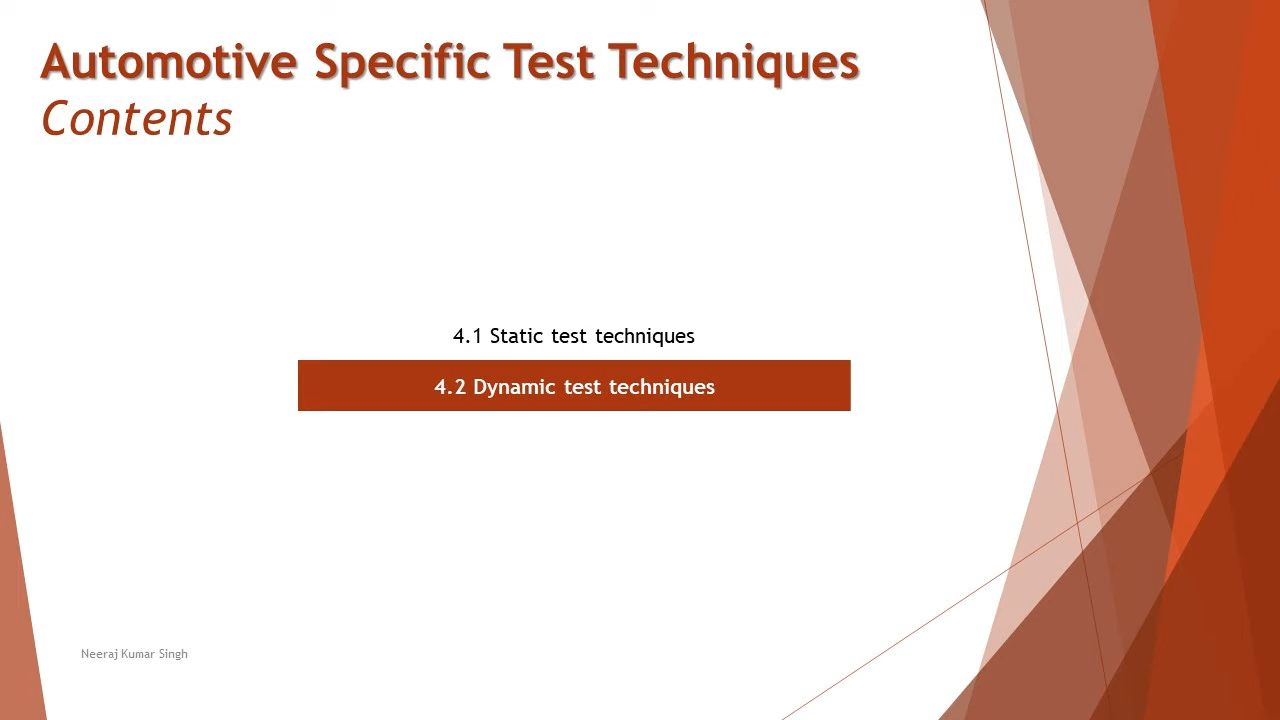 Automotive Specific Test Techniques
Contents
4.1 Static test techniques
4.2 Dynamic test techniques
Neeraj Kumar Singh